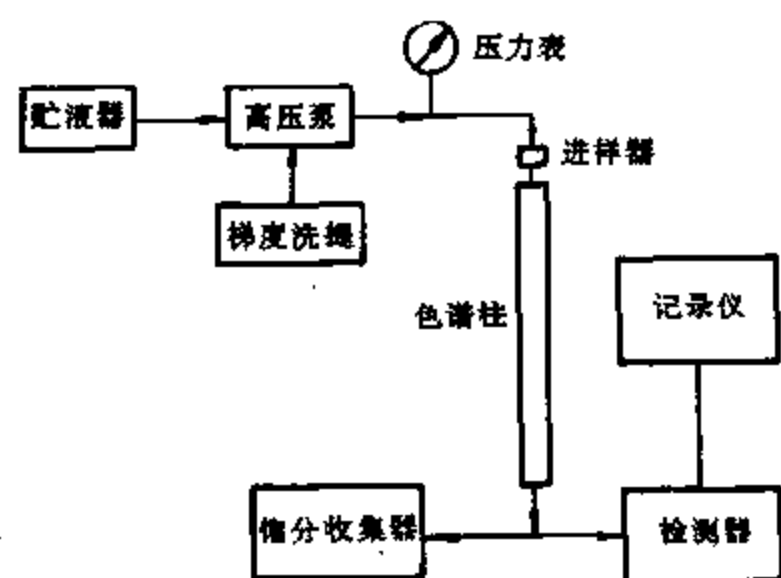 压力表
贮液器
高压泵
进样器
梯度洗提
色谱柱
记录仪
馏分收集器
检测器